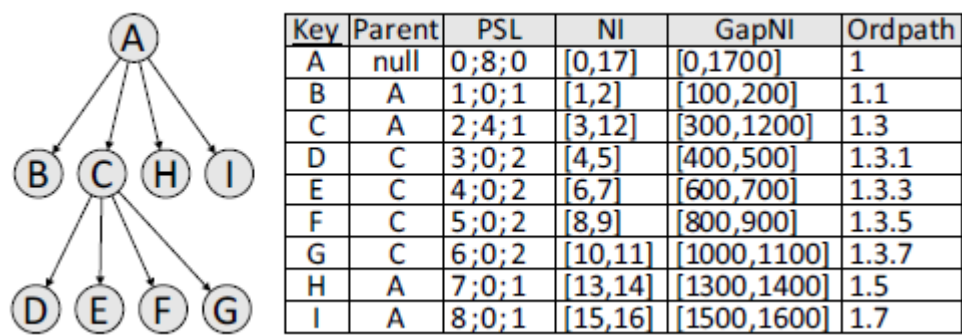 A
B C H I
D E F G
Key Parent PSL NI GapNI Ordpath
A null 0;8;0 [0,17] [0,1700] 1
B A 1;0;1 [1,2] [100,200] 1.1
C A 2;4;1 [3,12] [300,1200] 1.3
D C 3;0;2 [4,5] [400,500] 1.3.1
E C 4;0;2 [6,7] [600,700] 1.3.3
F C 5;0;2 [8,9] [800,900] 1.3.5
G C 6;0;2 [10,11] [1000,1100] 1.3.7
H A 7;0;1 [13,14] [1300,1400] 1.5
I A 8;0;1 [15,16] [1500,1600] 1.7